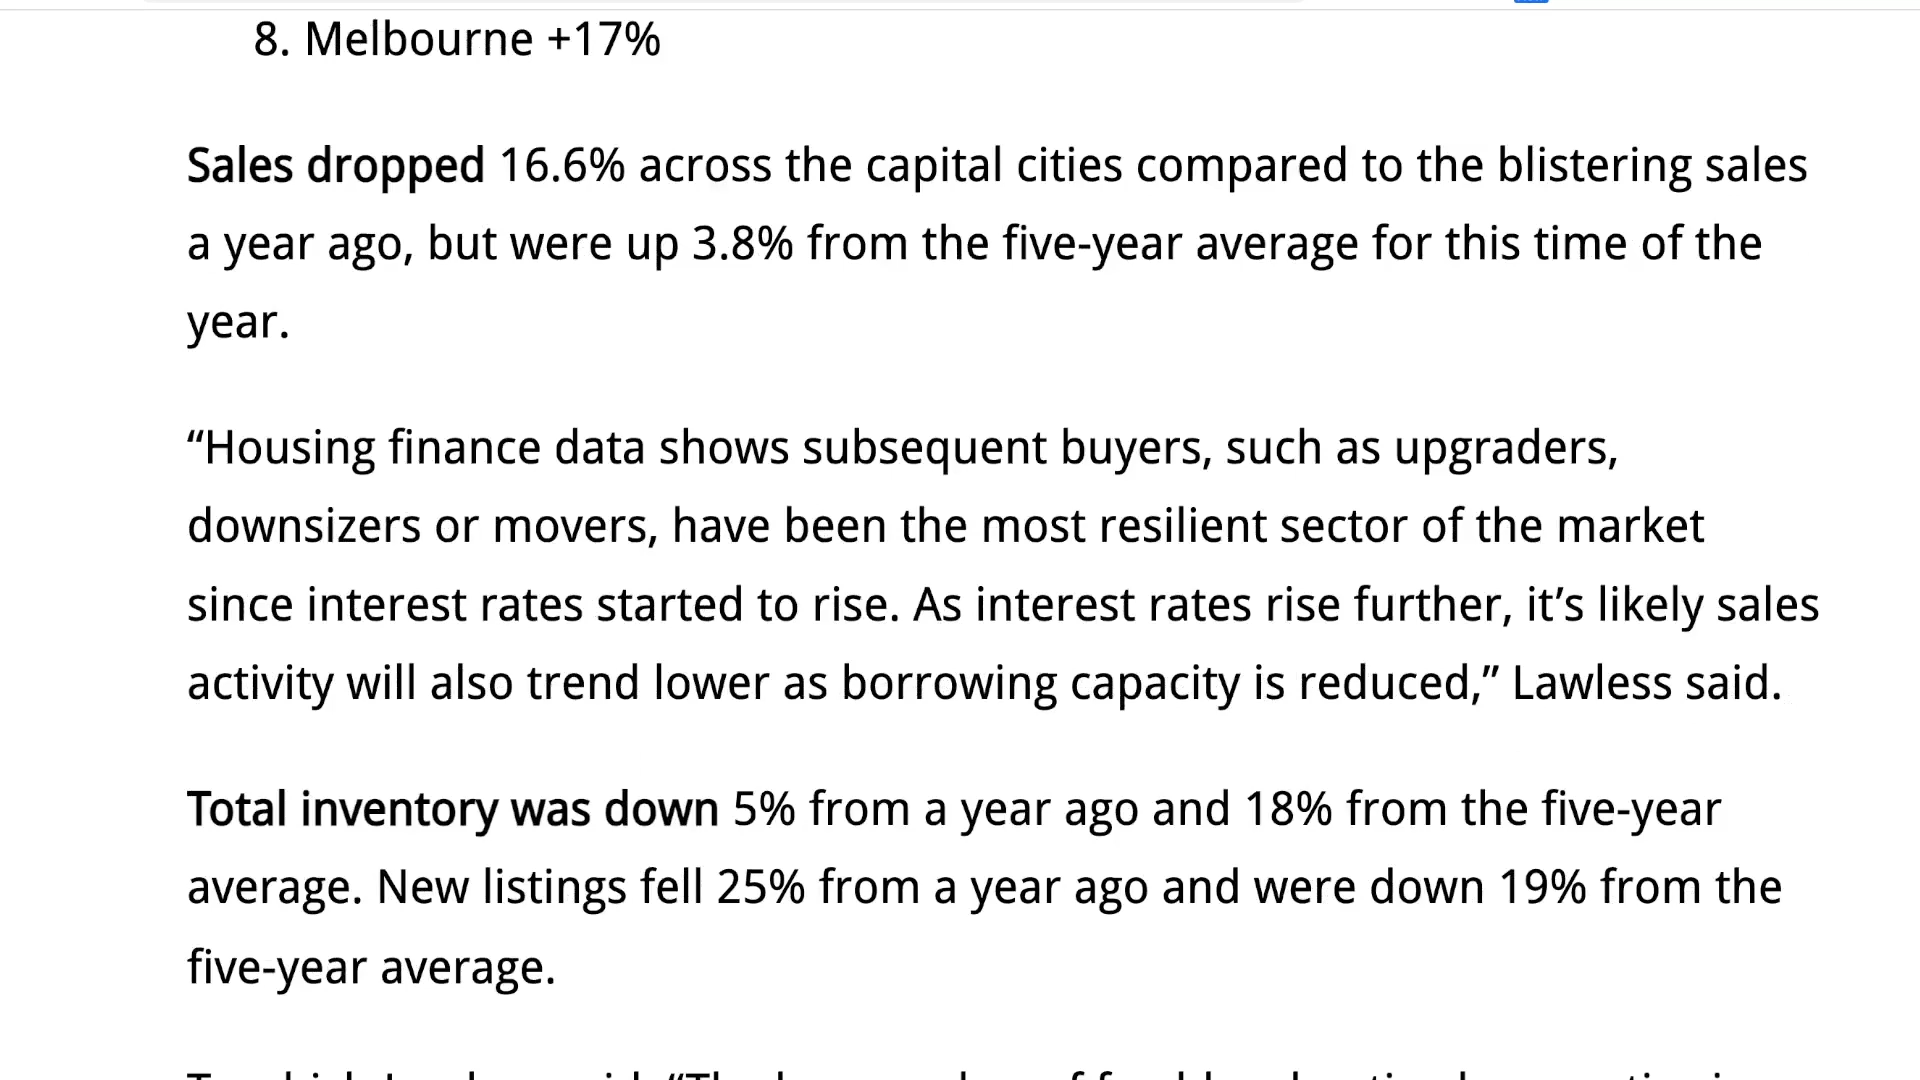 8. Melbourne +17%
Sales dropped 16.6% across the capital cities compared to the blistering sales
a year ago, but were up 3.8% from the five-year average for this time of the
year.
“Housing finance data shows subsequent buyers, such as upgraders,
downsizers or movers, have been the most resilient sector of the market
since interest rates started to rise. As interest rates rise further, it’s likely sales
activity will also trend lower as borrowing capacity is reduced,” Lawless said.
Total inventory was down 5% from a year ago and 18% from the five-year
average. New listings fell 25% from a year ago and were down 19% from the
five-year average.